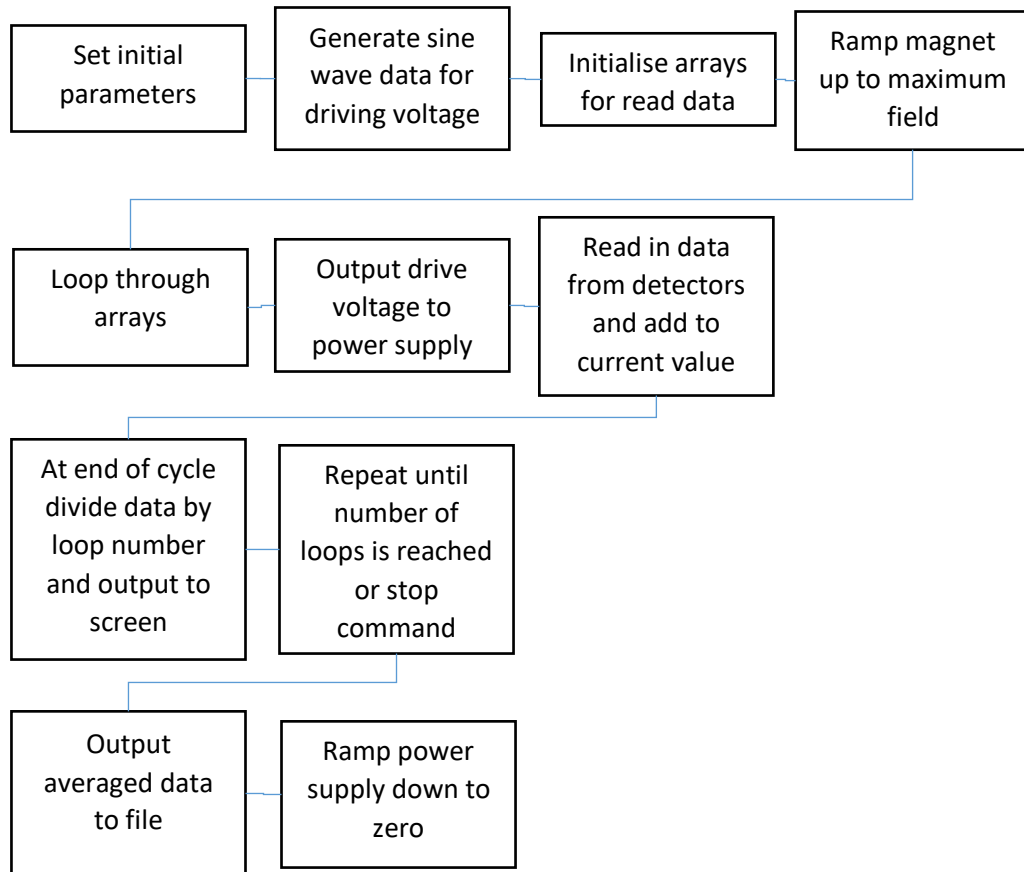 Set initial
parameters
Generate sine
wave data for
driving voltage
Initialise arrays
for read data
Ramp magnet
up to maximum
field
Loop through
arrays
Output drive
voltage to
power supply
Read in data
from detectors
and add to
current value
At end of cycle
divide data by
loop number
and output to
screen
Repeat until
number of
loops is reached
or stop
command
Output
averaged data
to file
Ramp power
supply down to
zero